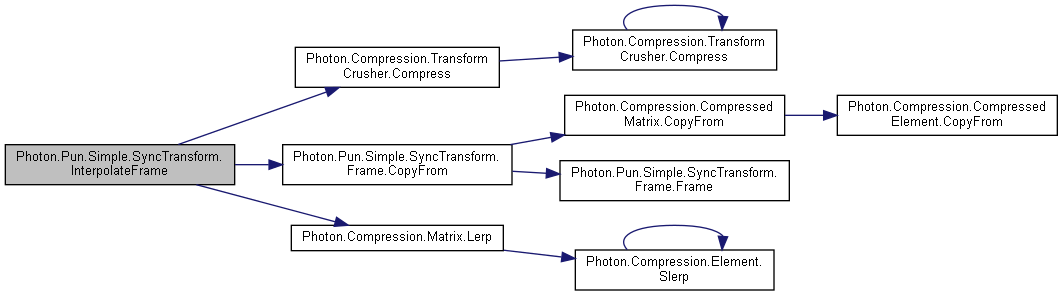 Photon.Pun.Simple.SyncTransform.
InterpolateFrame
Photon.Compression.Transform
Crusher.Compress
Photon.Compression.Transform
Crusher.Compress
Photon.Pun.Simple.SyncTransform.
Frame.CopyFrom
Photon.Compression.Compressed
Matrix.CopyFrom
Photon.Compression.Compressed
Element.CopyFrom
Photon.Pun.Simple.SyncTransform.
Frame.Frame
Photon.Compression.Matrix.Lerp
Photon.Compression.Element.
Slerp